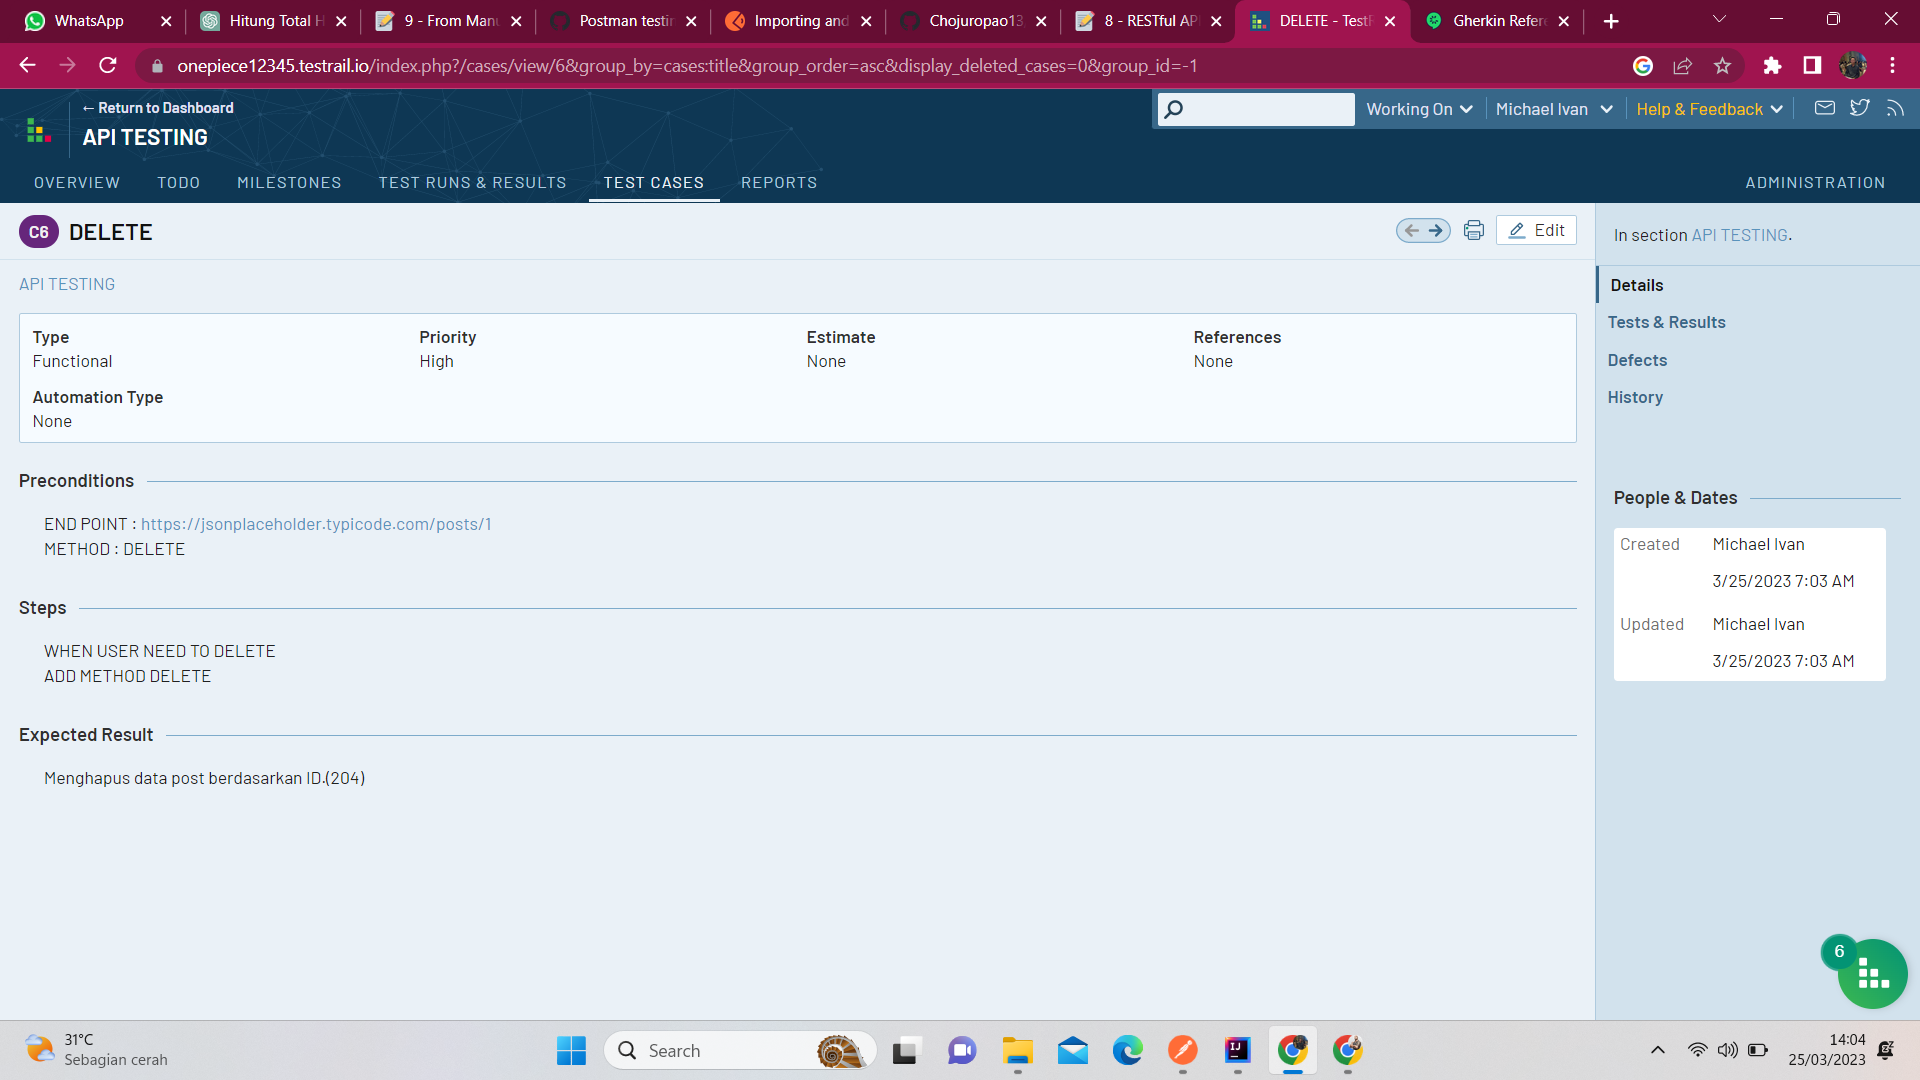 WhatsApp
Hitung Total H
9 - From Manu
Postman testin
Importing and
Chojuropao13
8 - RESTful AP
DELETE - TestR
Gherkin Refere
onepiece12345.testrail.io/index.php?/cases/view/6&group_by=cases:title&group_order=asc&display_deleted_cases=0&group_id=-1
← Return to Dashboard
API TESTING
Working On
Michael Ivan
Help & Feedback
OVERVIEW
TODO
MILESTONES
TEST RUNS & RESULTS
TEST CASES
REPORTS
ADMINISTRATION
C6
DELETE
Edit
In section API TESTING.
API TESTING
Type
Functional
Priority
High
Estimate
None
References
None
Automation Type
None
Details
Tests & Results
Defects
History
Preconditions
END POINT : https://jsonplaceholder.typicode.com/posts/1
METHOD : DELETE
Steps
WHEN USER NEED TO DELETE
ADD METHOD DELETE
Expected Result
Menghapus data post berdasarkan ID.(204)
People & Dates
Created
Michael Ivan
3/25/2023 7:03 AM
Updated
Michael Ivan
3/25/2023 7:03 AM
6
31°C
Sebagian cerah
Search
14:04
25/03/2023